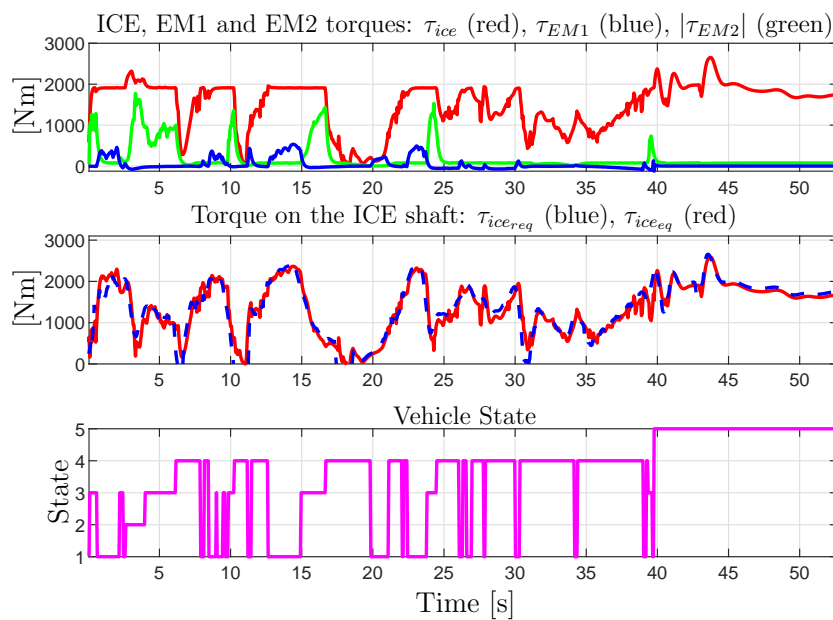 ICE, EM1 and EM2 torques: τ_ice (red), τ_EM1 (blue), |τ_EM2| (green)
3000
2000
1000
0
[Nm]
5 10 15 20 25 30 35 40 45 50
Torque on the ICE shaft: τ_ice_req (blue), τ_ice_eq (red)
3000
2000
1000
0
[Nm]
5 10 15 20 25 30 35 40 45 50
Vehicle State
5
4
3
2
1
State
5 10 15 20 25 30 35 40 45 50
Time [s]